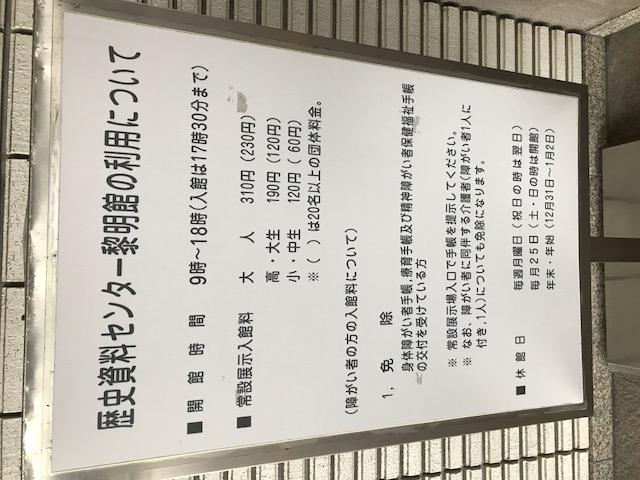 歴史資料センター黎明館の利用について
■ 開館時間 9時～18時(入館は17時30分まで)
■ 常設展示入館料 大 人 310円 (230円)
高・大生 190円 (120円)
小・中生 120円 ( 60円)
※ ( ) は20名以上の団体料金。
(障がい者の方の入館料について)
1, 免 除
身体障がい者手帳、療育手帳及び精神障がい者保健福祉手帳
の交付を受けている方
※ 常設展示場入口で手帳を提示してください。
※ なお、障がい者に同伴する介護者(障がい者1人に
付き,1人)についても免除になります。
■ 休館日 毎週月曜日 (祝日の時は翌日)
毎月25日 (土・日の時は開館)
年末・年始 (12月31日～1月2日)